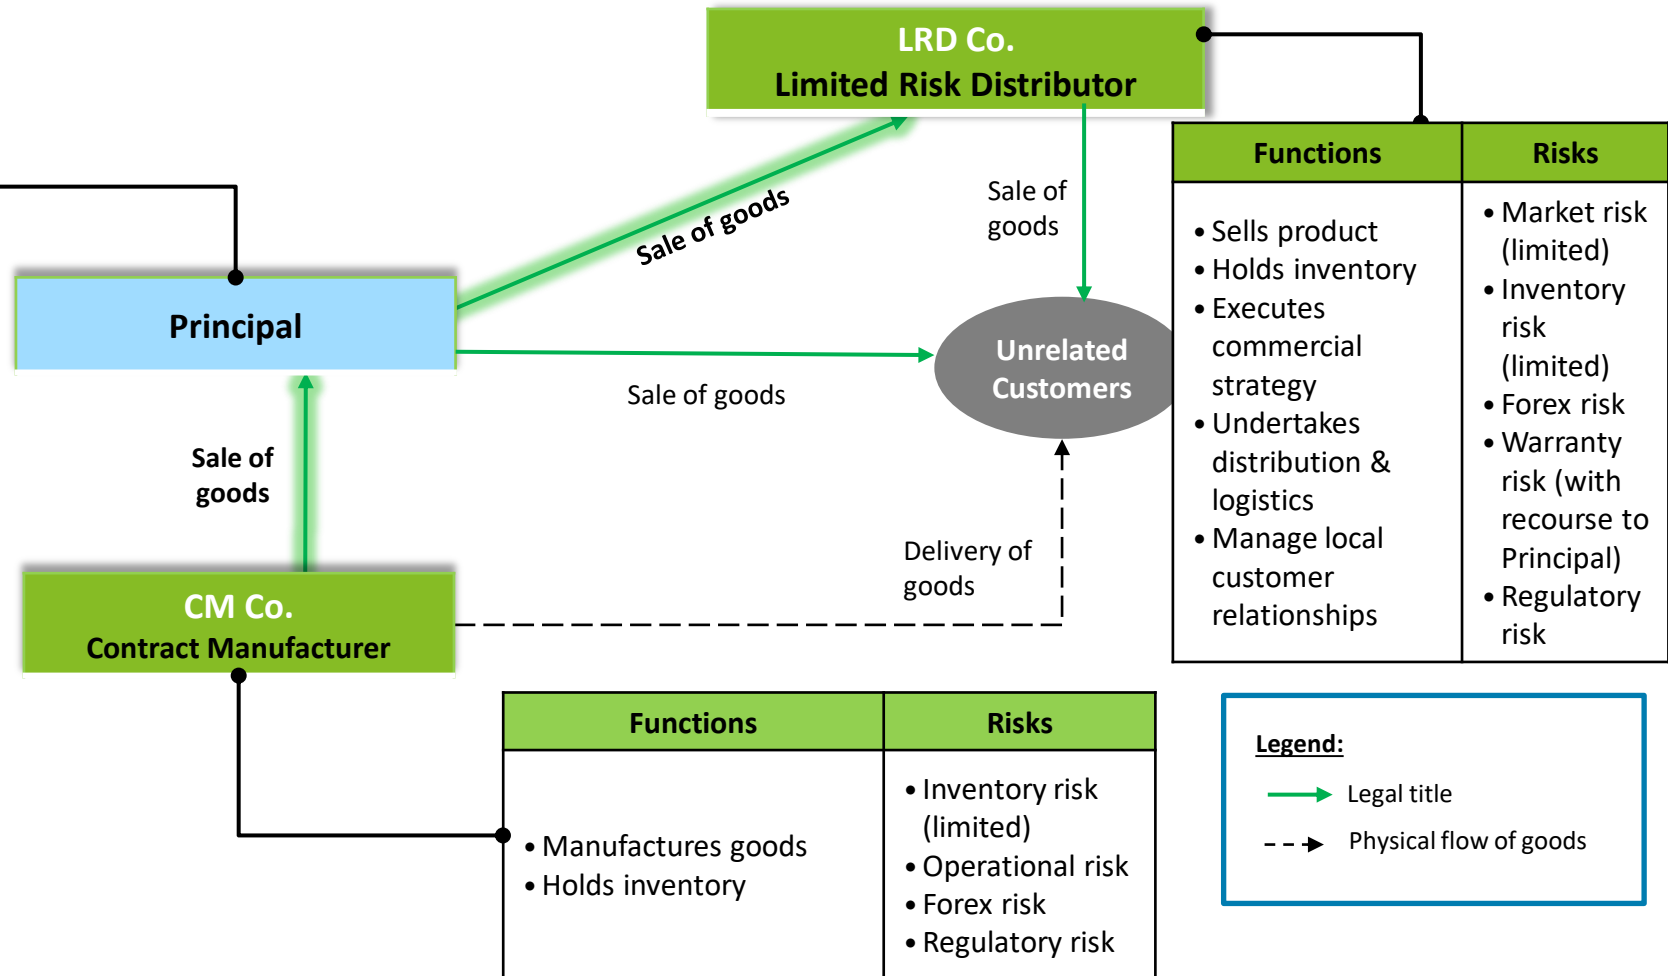 LRD Co.
Limited Risk Distributor
Functions
Risks
• Sells product
• Holds inventory
• Executes
commercial
strategy
• Undertakes
distribution &
logistics
• Manage local
customer
relationships
• Market risk
(limited)
• Inventory
risk
(limited)
• Forex risk
• Warranty
risk (with
recourse to
Principal)
• Regulatory
risk
Sale of
goods
Sale of goods
Principal
Unrelated
Customers
Sale of goods
Sale of
goods
Delivery of
goods
CM Co.
Contract Manufacturer
Functions
Risks
• Manufactures goods
• Holds inventory
• Inventory risk
(limited)
• Operational risk
• Forex risk
• Regulatory risk
Legend:
Legal title
Physical flow of goods